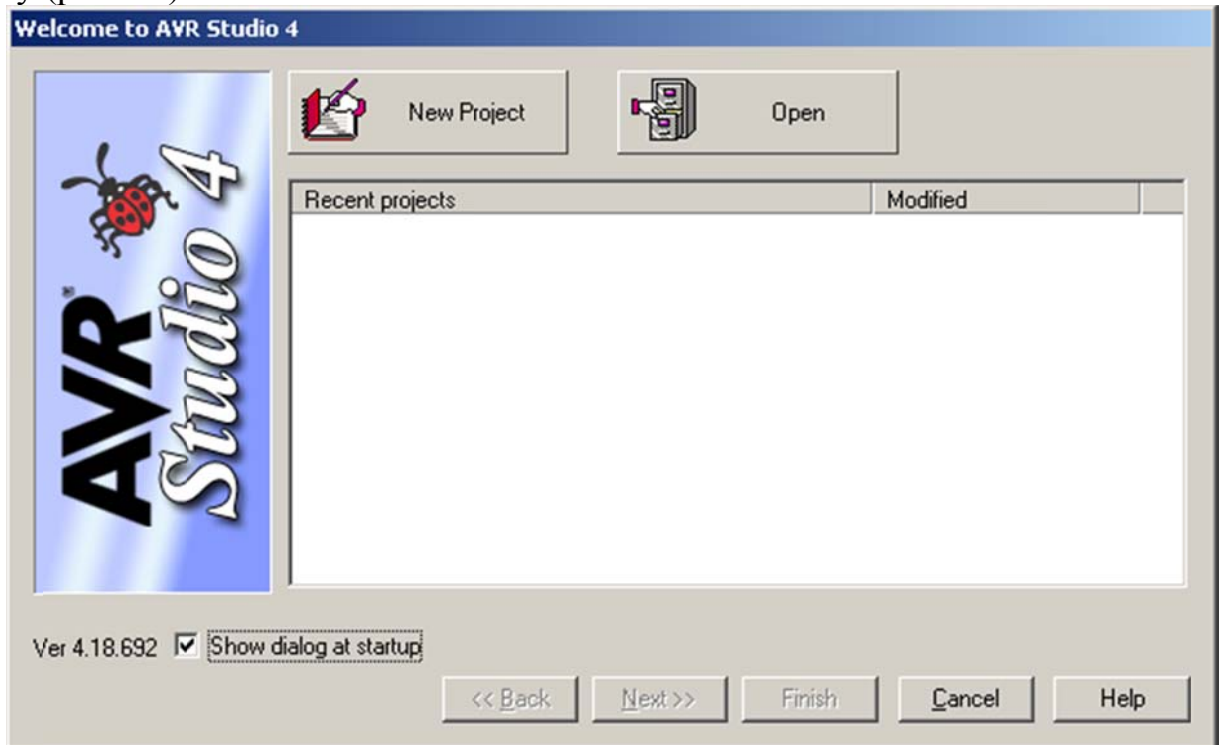 Welcome to AVR Studio 4
New Project
Open
Recent projects
Modified
AVR®
Studio 4
Ver 4.18.692
Show dialog at startup
<< Back
Next >>
Finish
Cancel
Help